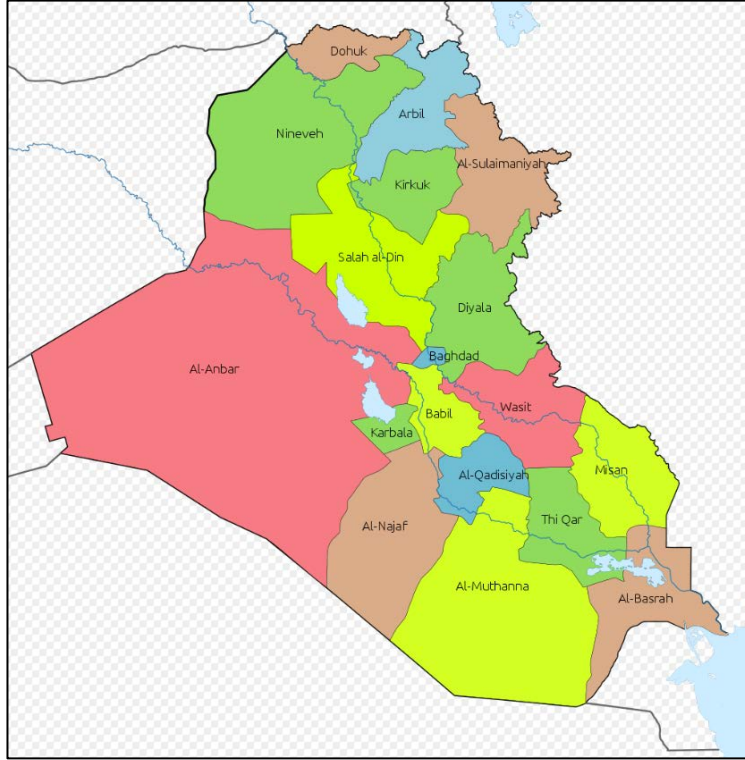 Dohuk
Arbil
Nineveh
Al-Sulaimaniyah
Kirkuk
Salah al-Din
Diyala
Baghdad
Al-Anbar
Wasit
Babil
Karbala
Al-Qadisiyah
Misan
Al-Najaf
Thi Qar
Al-Muthanna
Al-Basrah